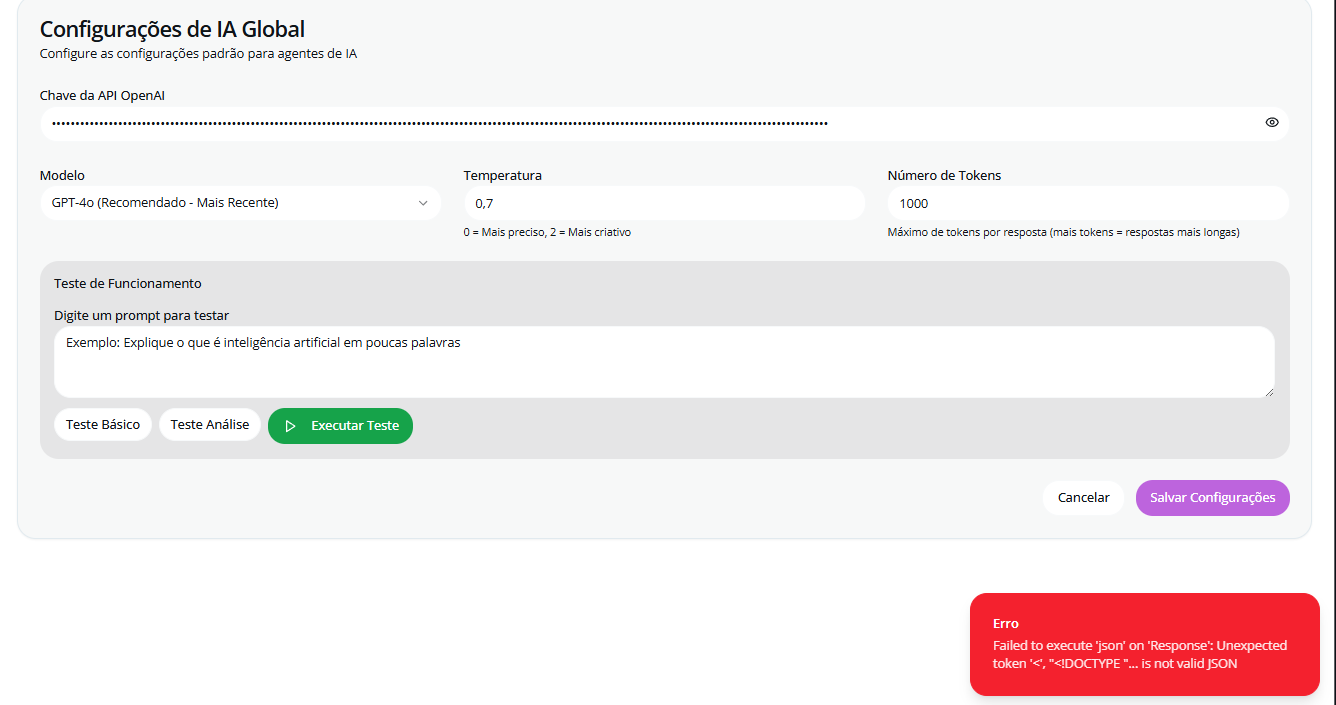 Configurações de IA Global
Configure as configurações padrão para agentes de IA
Chave da API OpenAI
Modelo
Temperatura
Número de Tokens
GPT-4o (Recomendado - Mais Recente)
0,7
1000
0 = Mais preciso, 2 = Mais criativo
Máximo de tokens por resposta (mais tokens = respostas mais longas)
Teste de Funcionamento
Digite um prompt para testar
Exemplo: Explique o que é inteligência artificial em poucas palavras
Teste Básico
Teste Análise
Executar Teste
Cancelar
Salvar Configurações
Erro
Failed to execute 'json' on 'Response': Unexpected
token '<', "<!DOCTYPE "... is not valid JSON